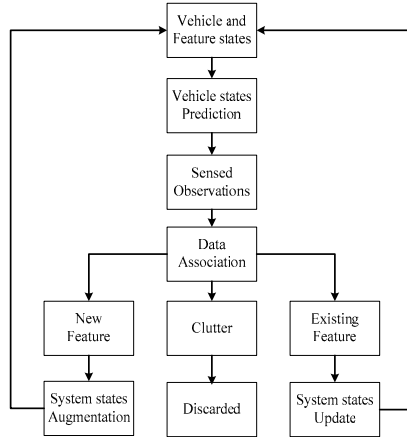 Vehicle and
Feature states
Vehicle states
Prediction
Sensed
Observations
Data
Association
New
Feature
Clutter
Existing
Feature
System states
Augmentation
Discarded
System states
Update